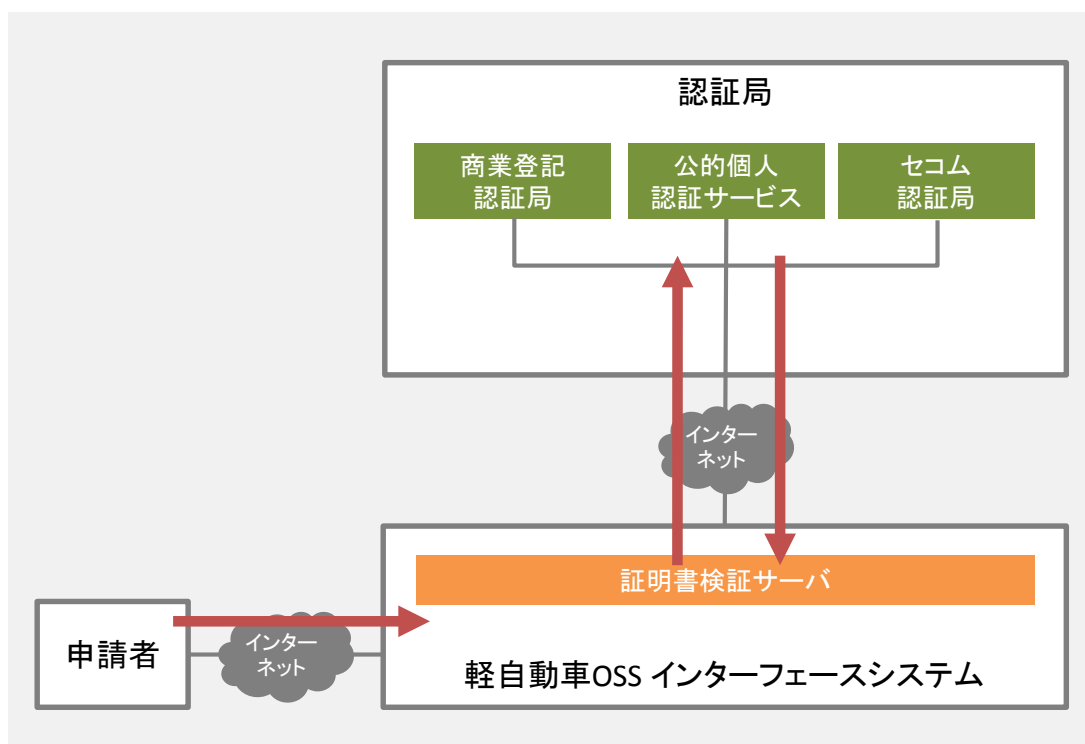 認証局
商業登記
認証局
公的個人
認証サービス
セコム
認証局
インター
ネット
証明書検証サーバ
申請者
インター
ネット
軽自動車OSS インターフェースシステム